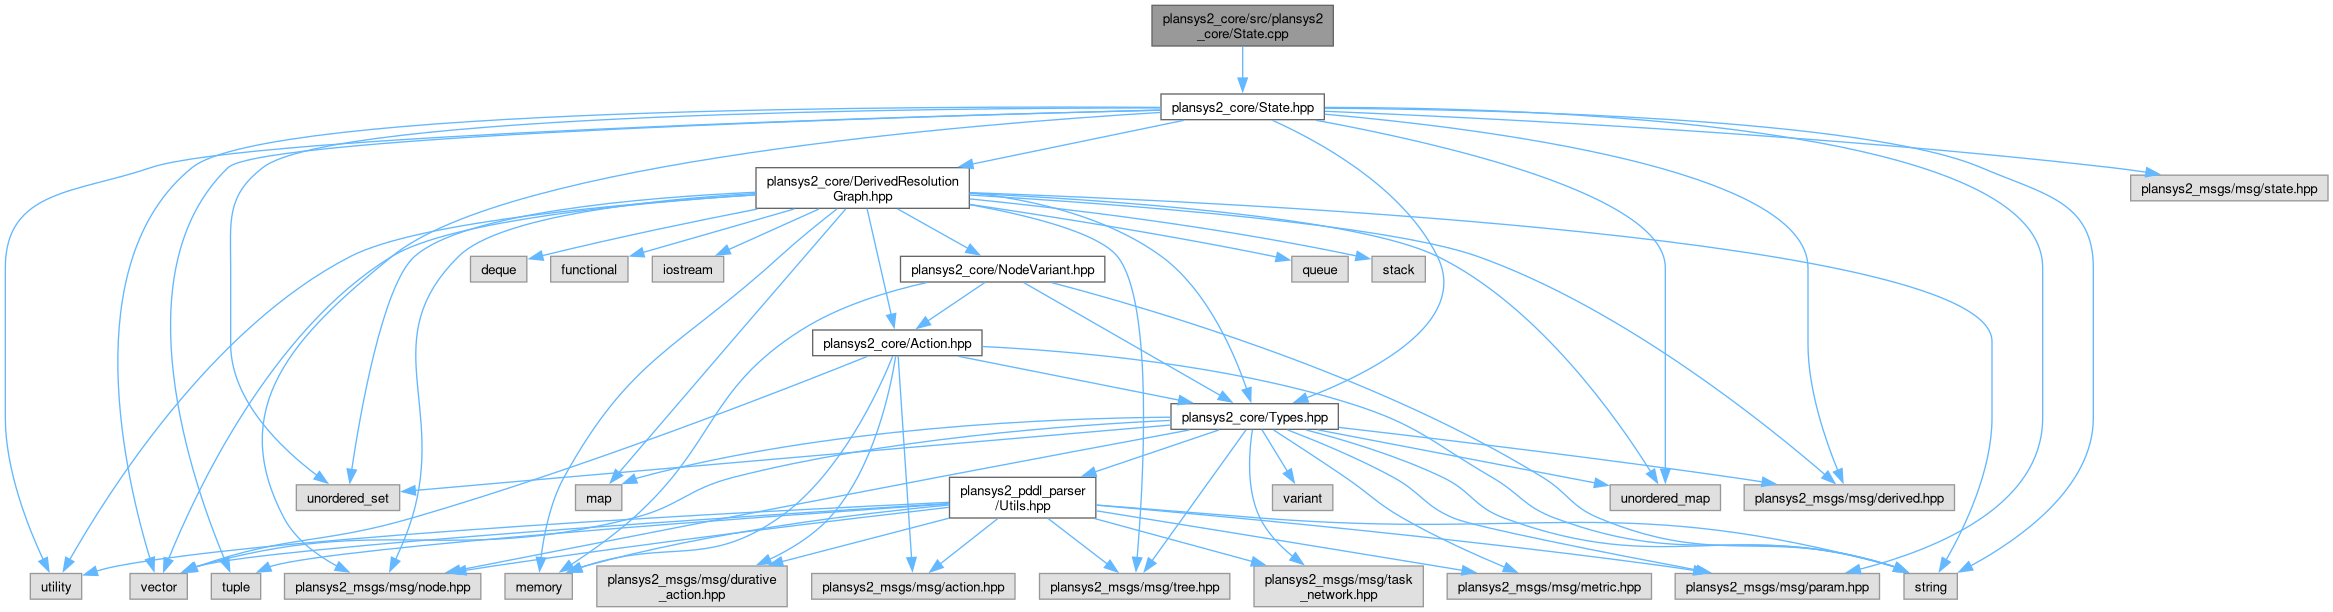 plansys2_core/src/plansys2
_core/State.cpp
plansys2_core/State.hpp
plansys2_core/DerivedResolution
Graph.hpp
plansys2_msgs/msg/state.hpp
deque
functional
iostream
plansys2_core/NodeVariant.hpp
queue
stack
plansys2_core/Action.hpp
plansys2_core/Types.hpp
unordered_set
map
plansys2_pddl_parser
/Utils.hpp
variant
unordered_map
plansys2_msgs/msg/derived.hpp
utility
vector
tuple
plansys2_msgs/msg/node.hpp
memory
plansys2_msgs/msg/durative
_action.hpp
plansys2_msgs/msg/action.hpp
plansys2_msgs/msg/tree.hpp
plansys2_msgs/msg/task
_network.hpp
plansys2_msgs/msg/metric.hpp
plansys2_msgs/msg/param.hpp
string